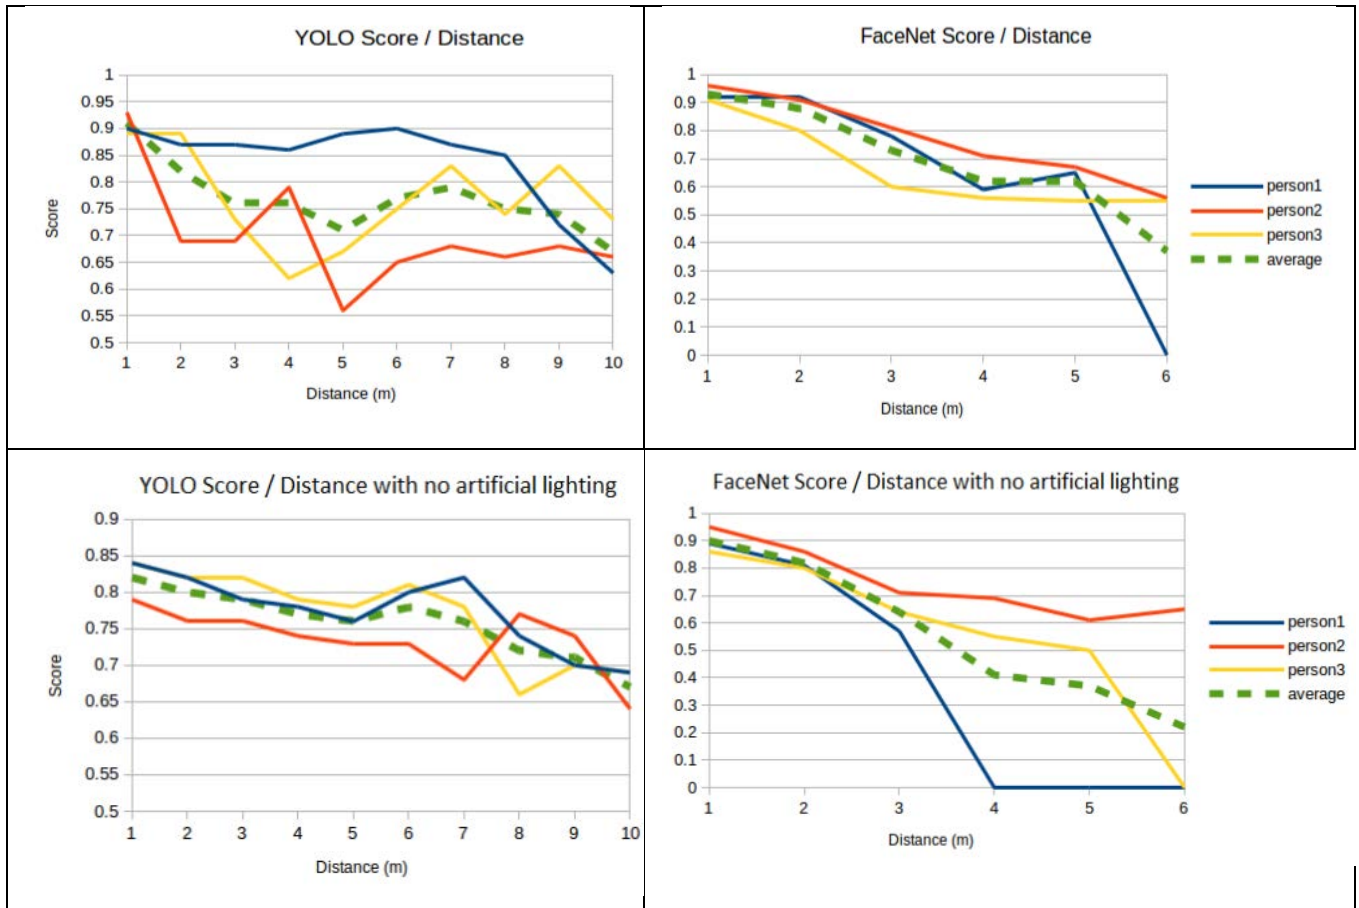 YOLO Score / Distance
1
0.95
0.9
0.85
0.8
0.75
0.7
0.65
0.6
0.55
0.5
Score
1 2 3 4 5 6 7 8 9 10
Distance (m)
FaceNet Score / Distance
1
0.9
0.8
0.7
0.6
0.5
0.4
0.3
0.2
0.1
0
1 2 3 4 5 6
Distance (m)
person1
person2
person3
average
YOLO Score / Distance with no artificial lighting
0.9
0.85
0.8
0.75
0.7
0.65
0.6
0.55
0.5
Score
1 2 3 4 5 6 7 8 9 10
Distance (m)
FaceNet Score / Distance with no artificial lighting
1
0.9
0.8
0.7
0.6
0.5
0.4
0.3
0.2
0.1
0
1 2 3 4 5 6
Distance (m)
person1
person2
person3
average